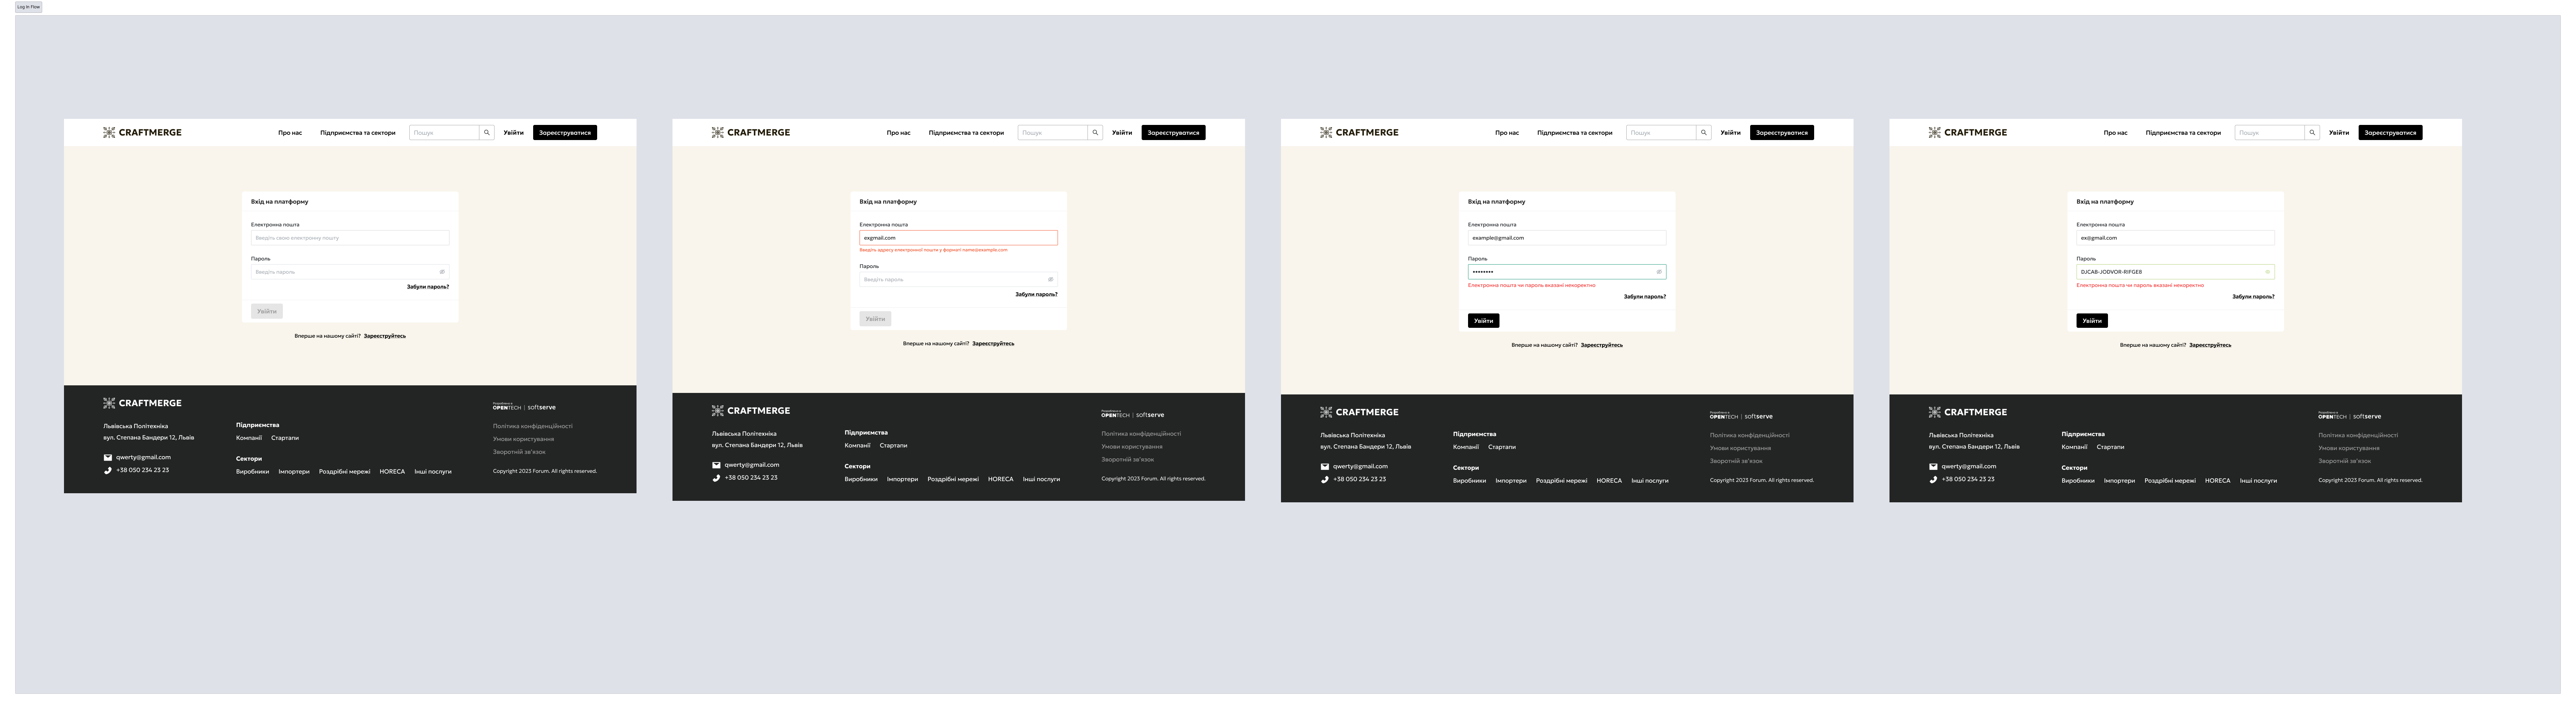 Log In Flow
CRAFTMERGE
Про нас
Підприємства та сектори
Пошук
Увійти
Зареєструватися
Вхід на платформу
Електронна пошта
Введіть свою електронну пошту
Пароль
Введіть пароль
Забули пароль?
Увійти
Вперше на нашому сайті? Зареєструйтесь
CRAFTMERGE
Львівська Політехніка
вул. Степана Бандери 12, Львів
qwerty@gmail.com
+38 050 234 23 23
Підприємства
Компанії Стартапи
Сектори
Виробники Імпортери Роздрібні мережі HORECA Інші послуги
OPENTECH | softserve
Політика конфіденційності
Умови користування
Зворотній зв’язок
Copyright 2023 Forum. All rights reserved.
CRAFTMERGE
Про нас
Підприємства та сектори
Пошук
Увійти
Зареєструватися
Вхід на платформу
Електронна пошта
exgmail.com
Введіть адресу електронної пошти у форматі name@example.com
Пароль
Введіть пароль
Забули пароль?
Увійти
Вперше на нашому сайті? Зареєструйтесь
CRAFTMERGE
Львівська Політехніка
вул. Степана Бандери 12, Львів
qwerty@gmail.com
+38 050 234 23 23
Підприємства
Компанії Стартапи
Сектори
Виробники Імпортери Роздрібні мережі HORECA Інші послуги
OPENTECH | softserve
Політика конфіденційності
Умови користування
Зворотній зв’язок
Copyright 2023 Forum. All rights reserved.
CRAFTMERGE
Про нас
Підприємства та сектори
Пошук
Увійти
Зареєструватися
Вхід на платформу
Електронна пошта
example@gmail.com
Пароль
••••••••
Електронна пошта чи пароль вказані некоректно
Забули пароль?
Увійти
Вперше на нашому сайті? Зареєструйтесь
CRAFTMERGE
Львівська Політехніка
вул. Степана Бандери 12, Львів
qwerty@gmail.com
+38 050 234 23 23
Підприємства
Компанії Стартапи
Сектори
Виробники Імпортери Роздрібні мережі HORECA Інші послуги
OPENTECH | softserve
Політика конфіденційності
Умови користування
Зворотній зв’язок
Copyright 2023 Forum. All rights reserved.
CRAFTMERGE
Про нас
Підприємства та сектори
Пошук
Увійти
Зареєструватися
Вхід на платформу
Електронна пошта
ex@gmail.com
Пароль
DJCAB-JODVOR-RIFGEB
Електронна пошта чи пароль вказані некоректно
Забули пароль?
Увійти
Вперше на нашому сайті? Зареєструйтесь
CRAFTMERGE
Львівська Політехніка
вул. Степана Бандери 12, Львів
qwerty@gmail.com
+38 050 234 23 23
Підприємства
Компанії Стартапи
Сектори
Виробники Імпортери Роздрібні мережі HORECA Інші послуги
OPENTECH | softserve
Політика конфіденційності
Умови користування
Зворотній зв’язок
Copyright 2023 Forum. All rights reserved.